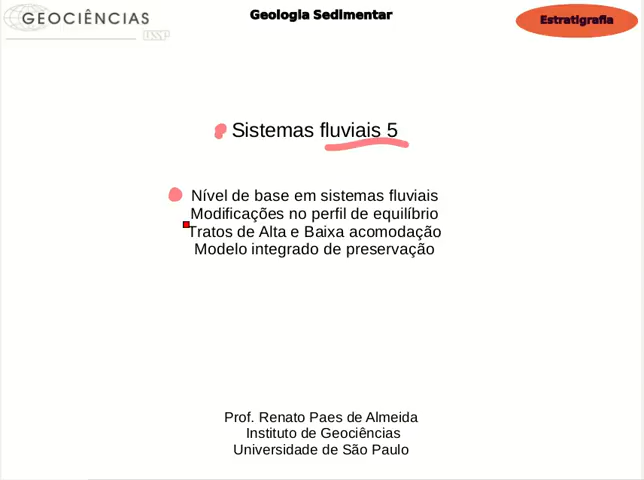 GEOCIÊNCIAS
USP
Geologia Sedimentar
Estratigrafia
Sistemas fluviais 5
Nível de base em sistemas fluviais
Modificações no perfil de equilíbrio
Tratos de Alta e Baixa acomodação
Modelo integrado de preservação
Prof. Renato Paes de Almeida
Instituto de Geociências
Universidade de São Paulo